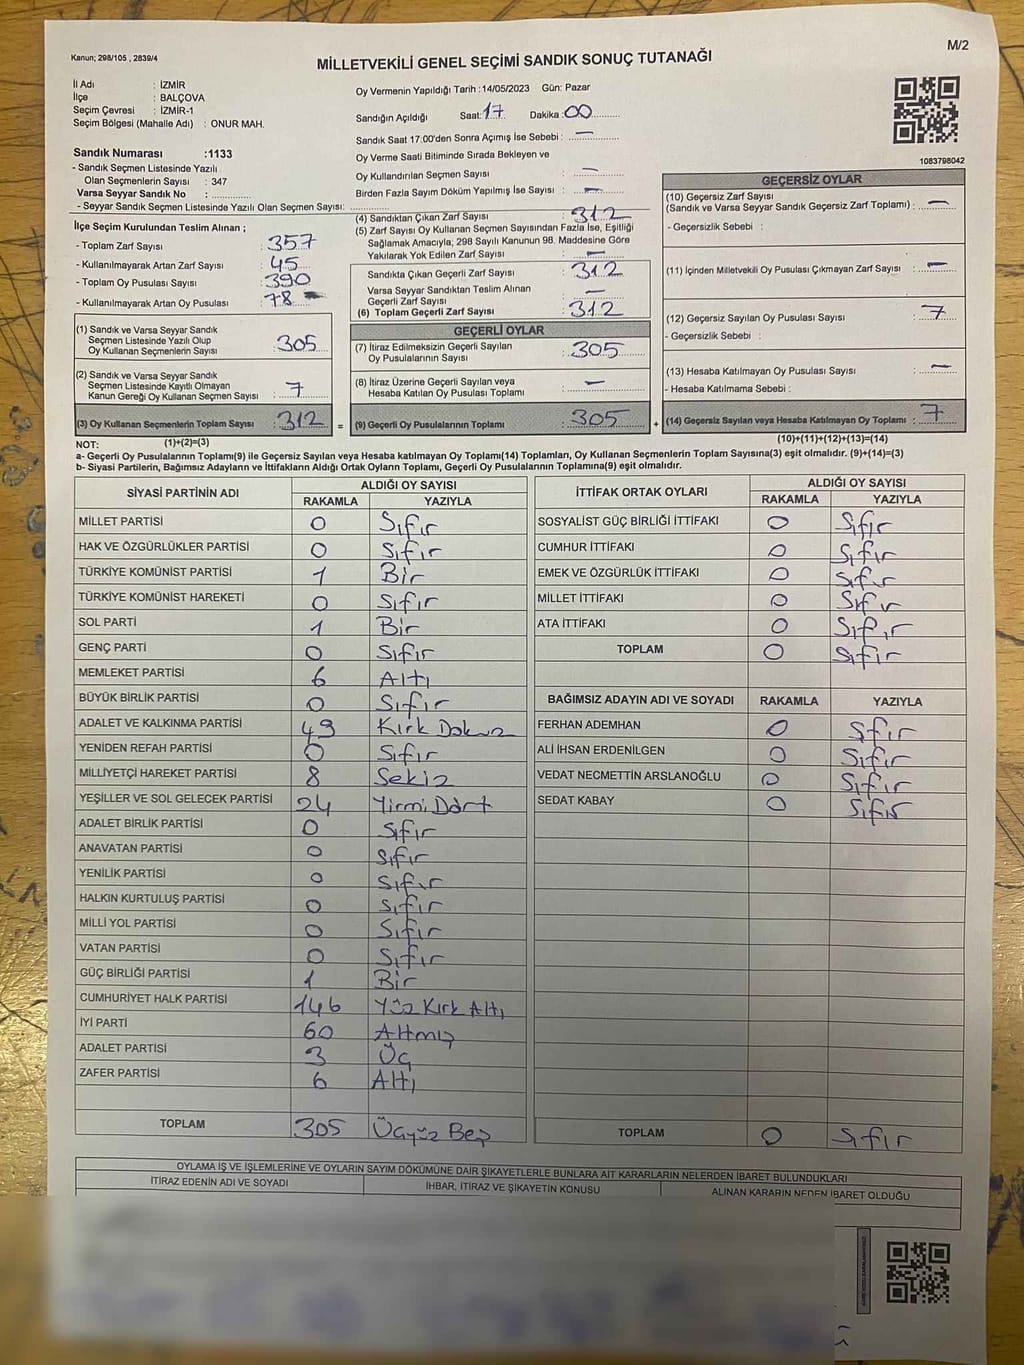 Kanun; 298/105 , 2839/4
M/2
MİLLETVEKİLİ GENEL SEÇİMİ SANDIK SONUÇ TUTANAĞI
İl Adı : İZMİR
İlçe : BALÇOVA
Seçim Çevresi : İZMİR-1
Seçim Bölgesi (Mahalle Adı) : ONUR MAH.
Sandık Numarası :1133
- Sandık Seçmen Listesinde Yazılı
Olan Seçmenlerin Sayısı : 347
Varsa Seyyar Sandık No :
- Seyyar Sandık Seçmen Listesinde Yazılı Olan Seçmen Sayısı:
Oy Vermenin Yapıldığı Tarih :14/05/2023 Gün: Pazar
Sandığın Açıldığı Saat: 17 Dakika :00
Sandık Saat 17:00'den Sonra Açımış İse Sebebi : —
Oy Verme Saati Bitiminde Sırada Bekleyen ve
Oy Kullandırılan Seçmen Sayısı : —
Birden Fazla Sayım Döküm Yapılmış İse Sayısı : —
1083798042
İlçe Seçim Kurulundan Teslim Alınan ;
- Toplam Zarf Sayısı : 357
- Kullanılmayarak Artan Zarf Sayısı : 45
- Toplam Oy Pusulası Sayısı : 390
- Kullanılmayarak Artan Oy Pusulası : 78
(1) Sandık ve Varsa Seyyar Sandık
Seçmen Listesinde Yazılı Olup
Oy Kullanan Seçmenlerin Sayısı : 305
(2) Sandık ve Varsa Seyyar Sandık
Seçmen Listesinde Kayıtlı Olmayan
Kanun Gereği Oy Kullanan Seçmen Sayısı : 7
(3) Oy Kullanan Seçmenlerin Toplam Sayısı : 312
(1)+(2)=(3)
(4) Sandıktan Çıkan Zarf Sayısı : 312
(5) Zarf Sayısı Oy Kullanan Seçmen Sayısından Fazla İse, Eşitliği
Sağlamak Amacıyla; 298 Sayılı Kanunun 98. Maddesine Göre
Yakılarak Yok Edilen Zarf Sayısı : —
Sandıkta Çıkan Geçerli Zarf Sayısı : 312
Varsa Seyyar Sandıktan Teslim Alınan
Geçerli Zarf Sayısı : —
(6) Toplam Geçerli Zarf Sayısı : 312
GEÇERLİ OYLAR
(7) İtiraz Edilmeksizin Geçerli Sayılan
Oy Pusulalarının Sayısı : 305
(8) İtiraz Üzerine Geçerli Sayılan veya
Hesaba Katılan Oy Pusulası Toplamı : —
= (9) Geçerli Oy Pusulalarının Toplamı : 305
GEÇERSİZ OYLAR
(10) Geçersiz Zarf Sayısı
(Sandık ve Varsa Seyyar Sandık Geçersiz Zarf Toplamı) : —
- Geçersizlik Sebebi :
(11) İçinden Milletvekili Oy Pusulası Çıkmayan Zarf Sayısı : —
(12) Geçersiz Sayılan Oy Pusulası Sayısı : 7
- Geçersizlik Sebebi :
(13) Hesaba Katılmayan Oy Pusulası Sayısı : —
- Hesaba Katılmama Sebebi :
+ (14) Geçersiz Sayılan veya Hesaba Katılmayan Oy Toplamı : 7
(10)+(11)+(12)+(13)=(14)
NOT:
a- Geçerli Oy Pusulalarının Toplamı(9) ile Geçersiz Sayılan veya Hesaba katılmayan Oy Toplamı(14) Toplamları, Oy Kullanan Seçmenlerin Toplam Sayısına(3) eşit olmalıdır. (9)+(14)=(3)
b- Siyasi Partilerin, Bağımsız Adayların ve İttifakların Aldığı Ortak Oyların Toplamı, Geçerli Oy Pusulalarının Toplamına(9) eşit olmalıdır.
SİYASİ PARTİNİN ADI ALDIĞI OY SAYISI
RAKAMLA YAZIYLA
MİLLET PARTİSİ 0 Sıfır
HAK VE ÖZGÜRLÜKLER PARTİSİ 0 Sıfır
TÜRKİYE KOMÜNİST PARTİSİ 1 Bir
TÜRKİYE KOMÜNİST HAREKETİ 0 Sıfır
SOL PARTİ 1 Bir
GENÇ PARTİ 0 Sıfır
MEMLEKET PARTİSİ 6 Altı
BÜYÜK BİRLİK PARTİSİ 0 Sıfır
ADALET VE KALKINMA PARTİSİ 49 Kırk Dokuz
YENİDEN REFAH PARTİSİ 0 Sıfır
MİLLİYETÇİ HAREKET PARTİSİ 8 Sekiz
YEŞİLLER VE SOL GELECEK PARTİSİ 24 Yirmi Dört
ADALET BİRLİK PARTİSİ 0 Sıfır
ANAVATAN PARTİSİ 0 Sıfır
YENİLİK PARTİSİ 0 Sıfır
HALKIN KURTULUŞ PARTİSİ 0 Sıfır
MİLLİ YOL PARTİSİ 0 Sıfır
VATAN PARTİSİ 0 Sıfır
GÜÇ BİRLİĞİ PARTİSİ 1 Bir
CUMHURİYET HALK PARTİSİ 146 Yüz Kırk Altı
İYİ PARTİ 60 Altmış
ADALET PARTİSİ 3 Üç
ZAFER PARTİSİ 6 Altı
TOPLAM 305 Üçyüz Beş
İTTİFAK ORTAK OYLARI ALDIĞI OY SAYISI
RAKAMLA YAZIYLA
SOSYALİST GÜÇ BİRLİĞİ İTTİFAKI 0 Sıfır
CUMHUR İTTİFAKI 0 Sıfır
EMEK VE ÖZGÜRLÜK İTTİFAKI 0 Sıfır
MİLLET İTTİFAKI 0 Sıfır
ATA İTTİFAKI 0 Sıfır
TOPLAM 0 Sıfır
BAĞIMSIZ ADAYIN ADI VE SOYADI RAKAMLA YAZIYLA
FERHAN ADEMHAN 0 Sıfır
ALİ İHSAN ERDENİLGEN 0 Sıfır
VEDAT NECMETTİN ARSLANOĞLU 0 Sıfır
SEDAT KABAY 0 Sıfır
TOPLAM 0 Sıfır
OYLAMA İŞ VE İŞLEMLERİNE VE OYLARIN SAYIM DÖKÜMÜNE DAİR ŞİKAYETLERLE BUNLARA AİT KARARLARIN NELERDEN İBARET BULUNDUKLARI
İTİRAZ EDENİN ADI VE SOYADI İHBAR, İTİRAZ VE ŞİKAYETİN KONUSU ALINAN KARARIN NEDEN İBARET OLDUĞU